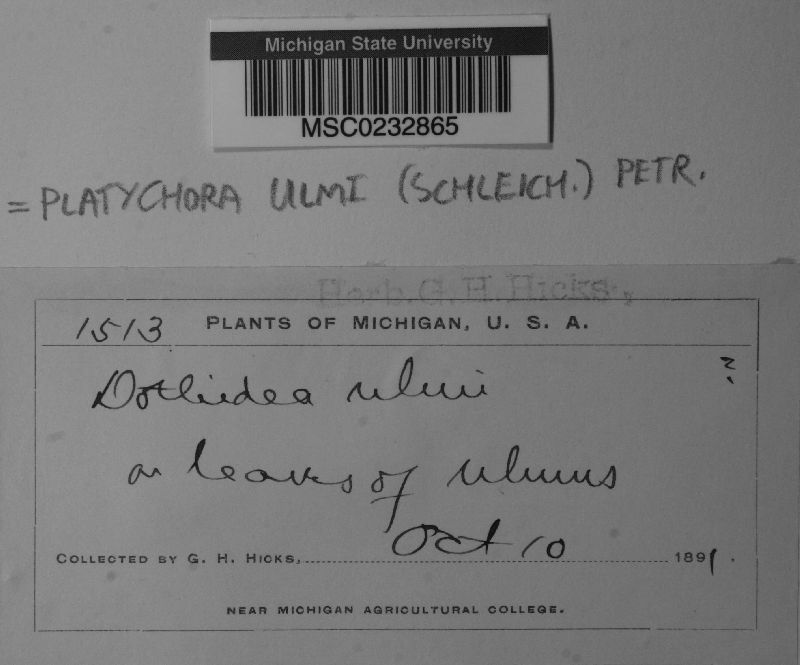 Michigan State University
MSC0232865
= PLATYCHORA ULMI (SCHLEICH.) PETR.
Herb. G. H. Hicks,
1513 PLANTS OF MICHIGAN, U. S. A.
Dothidea ulmi ?
on leaves of Ulmus
Oct 10
COLLECTED BY G. H. HICKS, 1891.
NEAR MICHIGAN AGRICULTURAL COLLEGE.